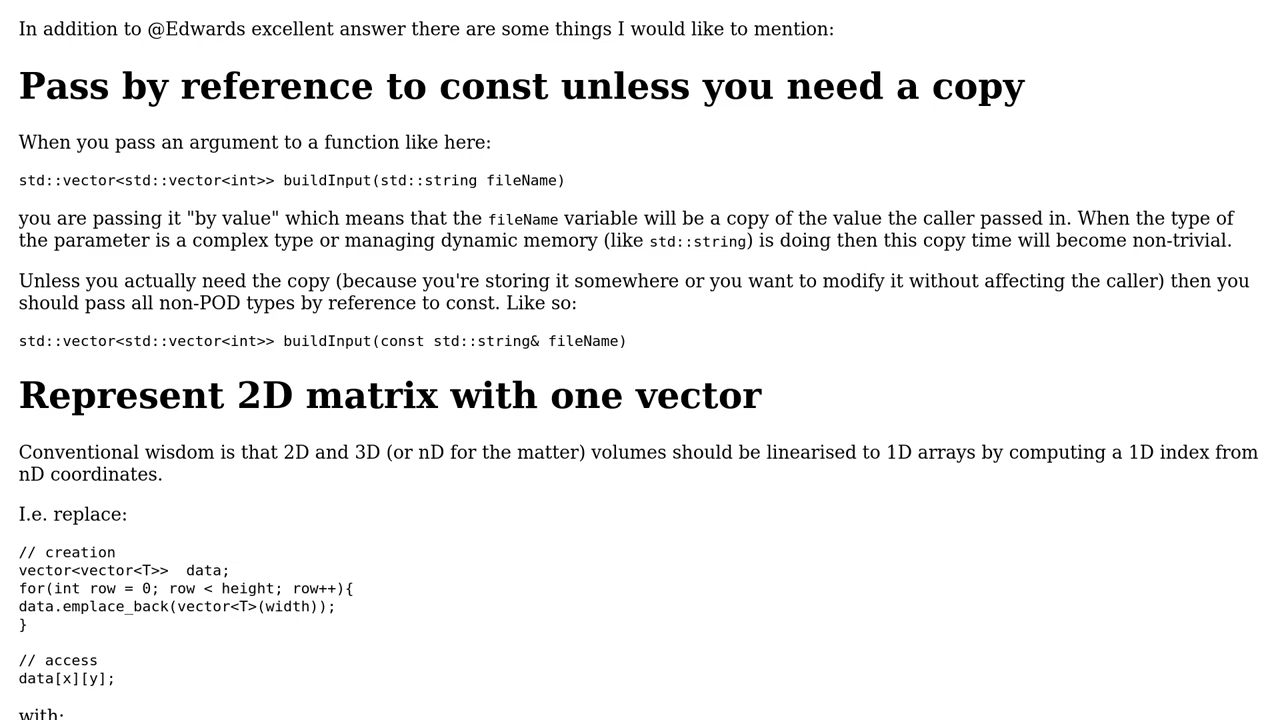 In addition to @Edwards excellent answer there are some things I would like to mention:
Pass by reference to const unless you need a copy
When you pass an argument to a function like here:
std::vector<std::vector<int>> buildInput(std::string fileName)
you are passing it "by value" which means that the fileName variable will be a copy of the value the caller passed in. When the type of
the parameter is a complex type or managing dynamic memory (like std::string) is doing then this copy time will become non-trivial.
Unless you actually need the copy (because you're storing it somewhere or you want to modify it without affecting the caller) then you
should pass all non-POD types by reference to const. Like so:
std::vector<std::vector<int>> buildInput(const std::string& fileName)
Represent 2D matrix with one vector
Conventional wisdom is that 2D and 3D (or nD for the matter) volumes should be linearised to 1D arrays by computing a 1D index from
nD coordinates.
I.e. replace:
// creation
vector<vector<T>>  data;
for(int row = 0; row < height; row++){
data.emplace_back(vector<T>(width));
}
// access
data[x][y];
with: